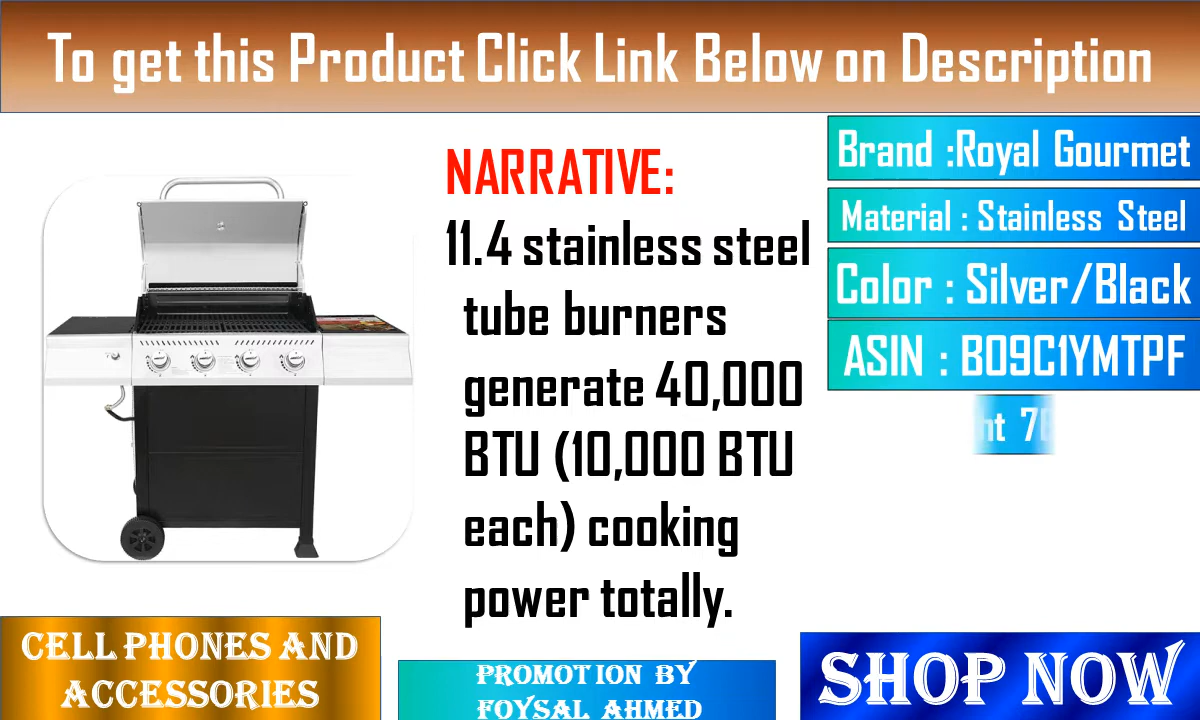 To get this Product Click Link Below on Description
NARRATIVE:
11.4 stainless steel
tube burners
generate 40,000
BTU (10,000 BTU
each) cooking
power totally.
Brand :Royal Gourmet
Material : Stainless Steel
Color : Silver/Black
ASIN : B09C1YMTPF
CELL PHONES AND
ACCESSORIES
PROMOTION BY
FOYSAL AHMED
SHOP NOW